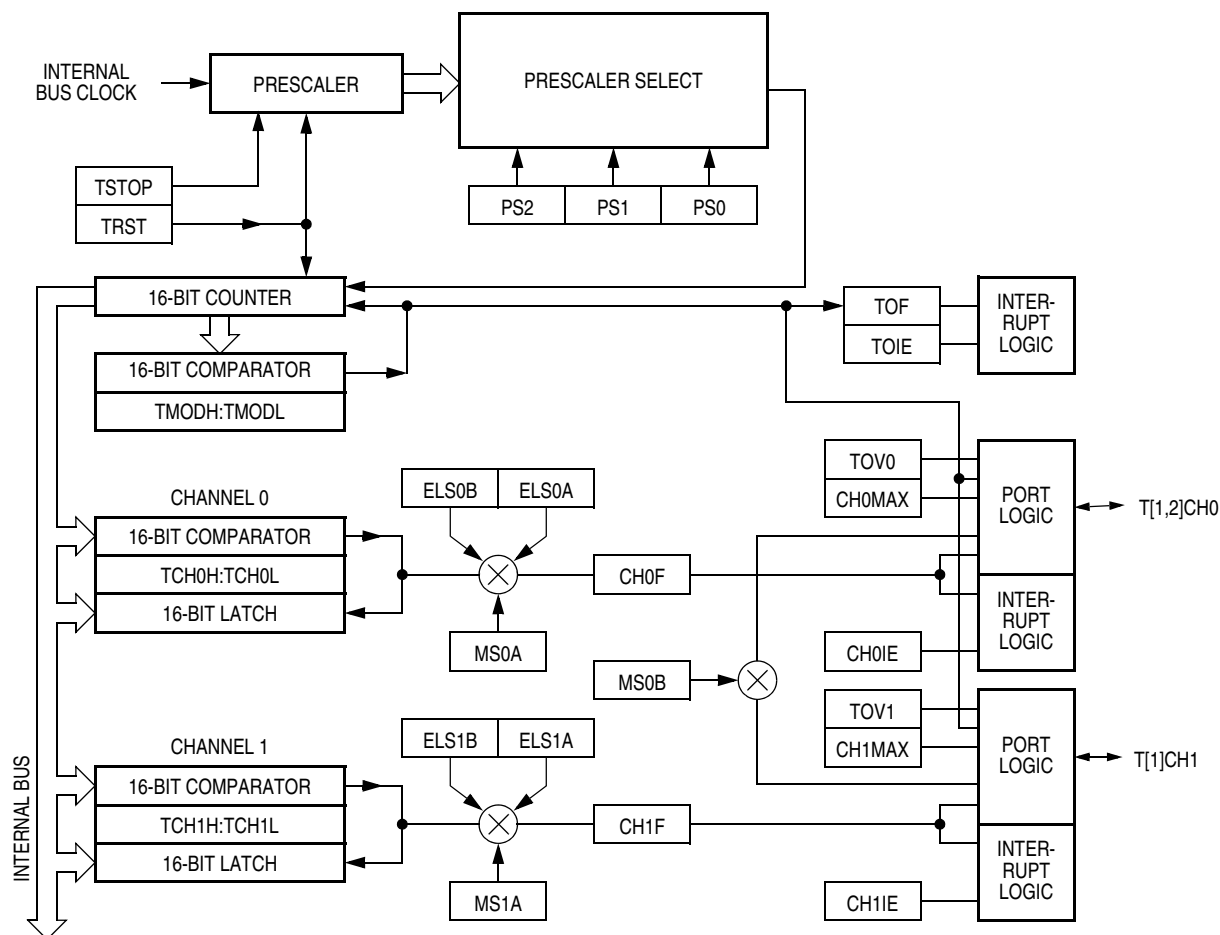 INTERNAL
BUS CLOCK
PRESCALER
PRESCALER SELECT
TSTOP
TRST
PS2
PS1
PS0
16-BIT COUNTER
TOF
TOIE
INTER-
RUPT
LOGIC
16-BIT COMPARATOR
TMODH:TMODL
CHANNEL 0
16-BIT COMPARATOR
TCH0H:TCH0L
16-BIT LATCH
ELS0B
ELS0A
MS0A
CH0F
TOV0
CH0MAX
PORT
LOGIC
T[1,2]CH0
INTER-
RUPT
LOGIC
CH0IE
MS0B
CHANNEL 1
16-BIT COMPARATOR
TCH1H:TCH1L
16-BIT LATCH
ELS1B
ELS1A
MS1A
CH1F
TOV1
CH1MAX
PORT
LOGIC
T[1]CH1
INTER-
RUPT
LOGIC
CH1IE
INTERNAL BUS